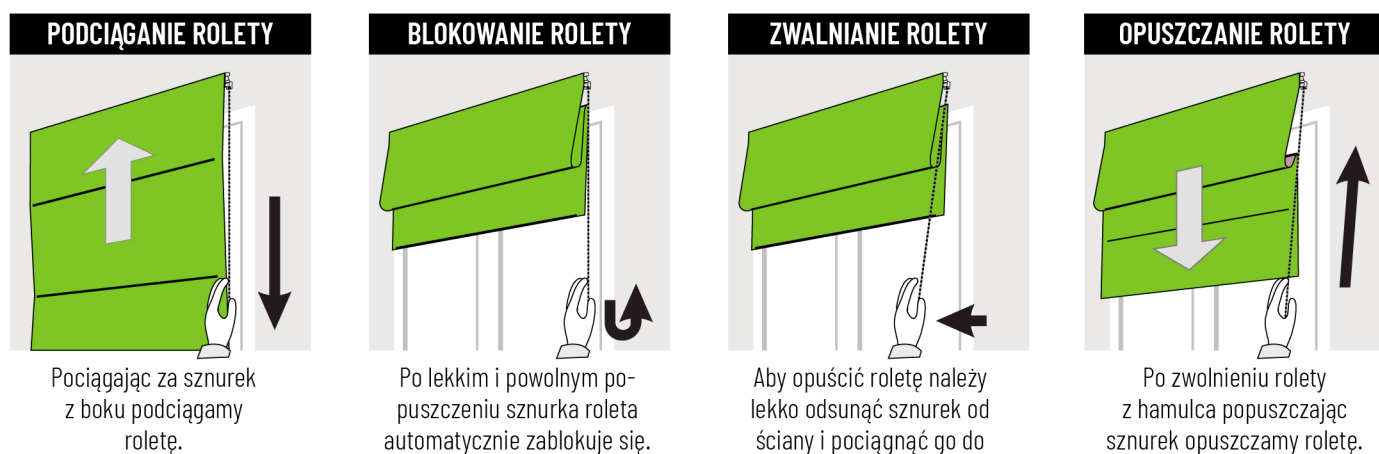 PODCIĄGANIE ROLETY
Pociągając za sznurek
z boku podciągamy
roletę.
BLOKOWANIE ROLETY
Po lekkim i powolnym po-
puszczeniu sznurka roleta
automatycznie zablokuje się.
ZWALNIANIE ROLETY
Aby opuścić roletę należy
lekko odsunąć sznurek od
ściany i pociągnąć go do
OPUSZCZANIE ROLETY
Po zwolnieniu rolety
z hamulca popuszczając
sznurek opuszczamy roletę.